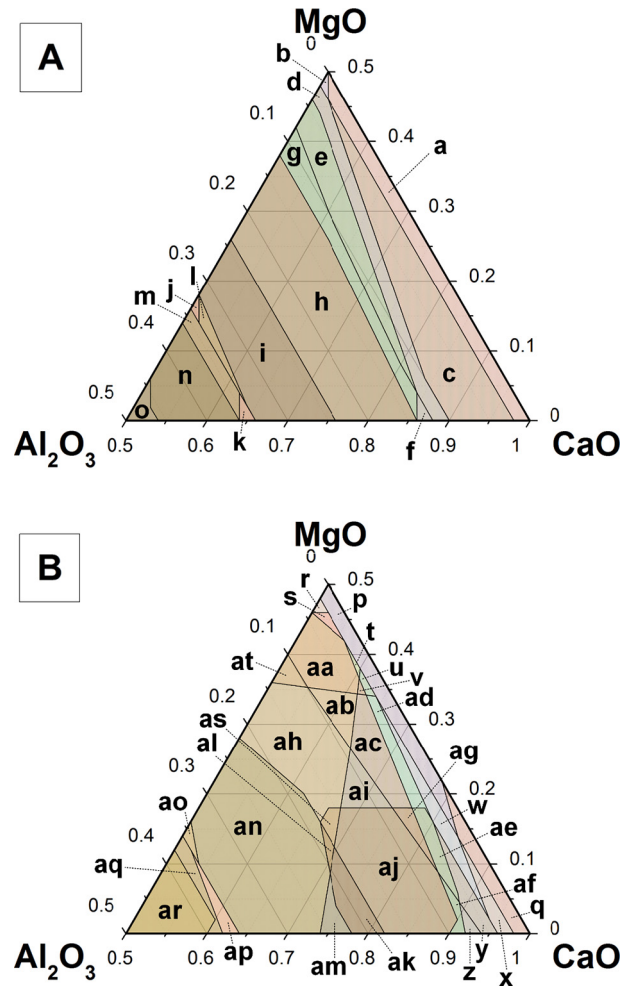 A
MgO
0
0.5
b
d
0.1
0.4
a
g
e
0.2
0.3
0.3
l
j
m
0.2
h
0.4
i
0.1
n
c
0.5
o
0
Al₂O₃
0.5
0.6
k
0.7
0.8
f
0.9
1
CaO
B
MgO
0
0.5
r
p
s
t
0.1
0.4
at
aa
u
v
ab
ad
0.2
as
0.3
al
ah
ac
ag
0.3
ao
ai
0.2
w
an
ae
0.4
aq
aj
0.1
af
0.5
ar
q
0
Al₂O₃
0.5
0.6
ap
0.7
am
0.8
ak
0.9
z
y
x
1
CaO